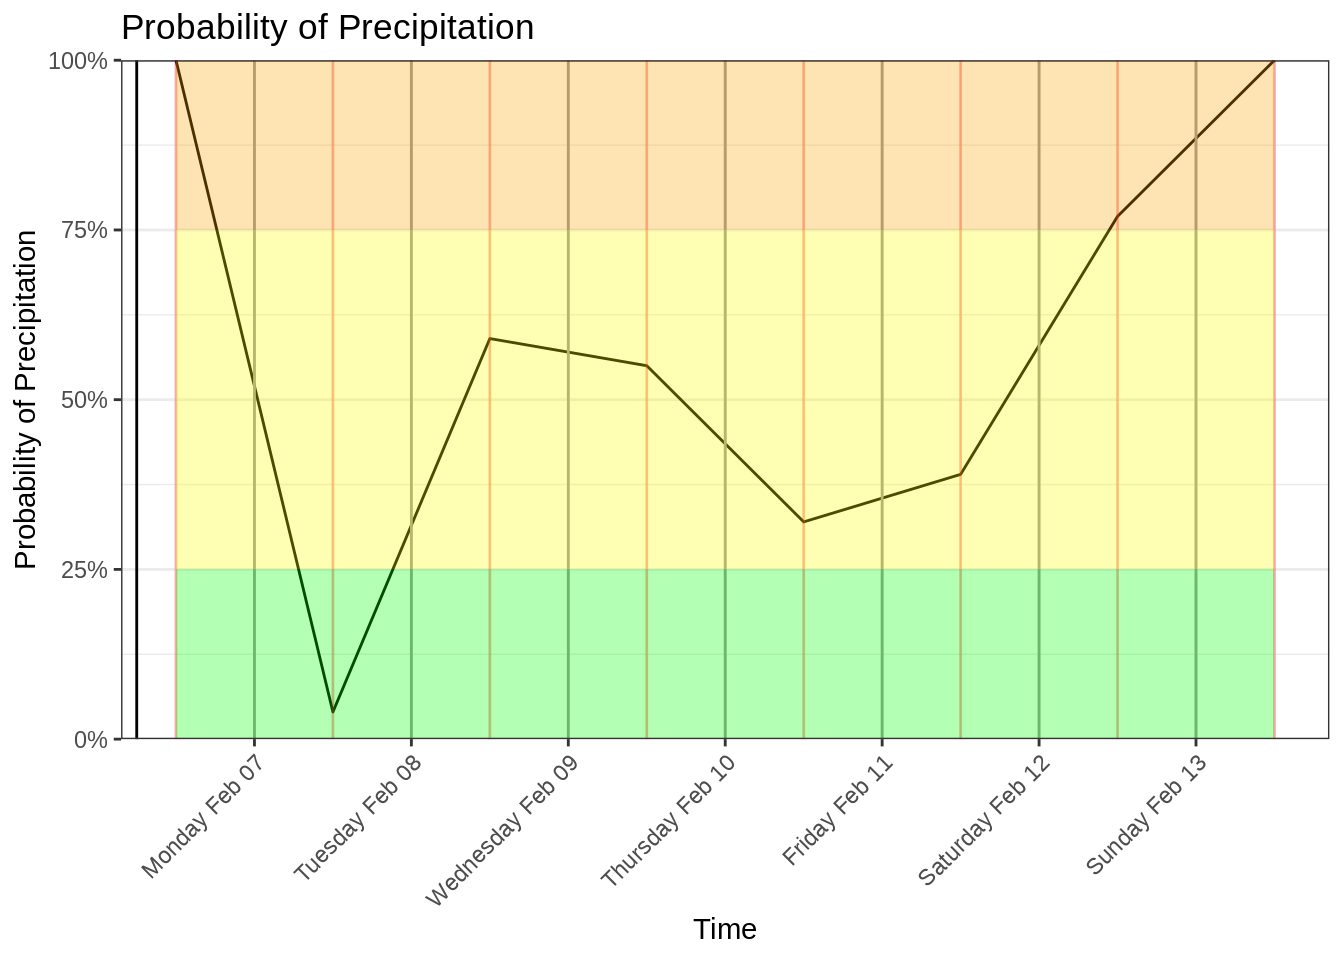 Probability of Precipitation
Probability of Precipitation
100%
75%
50%
25%
0%
Monday Feb 07
Tuesday Feb 08
Wednesday Feb 09
Thursday Feb 10
Friday Feb 11
Saturday Feb 12
Sunday Feb 13
Time